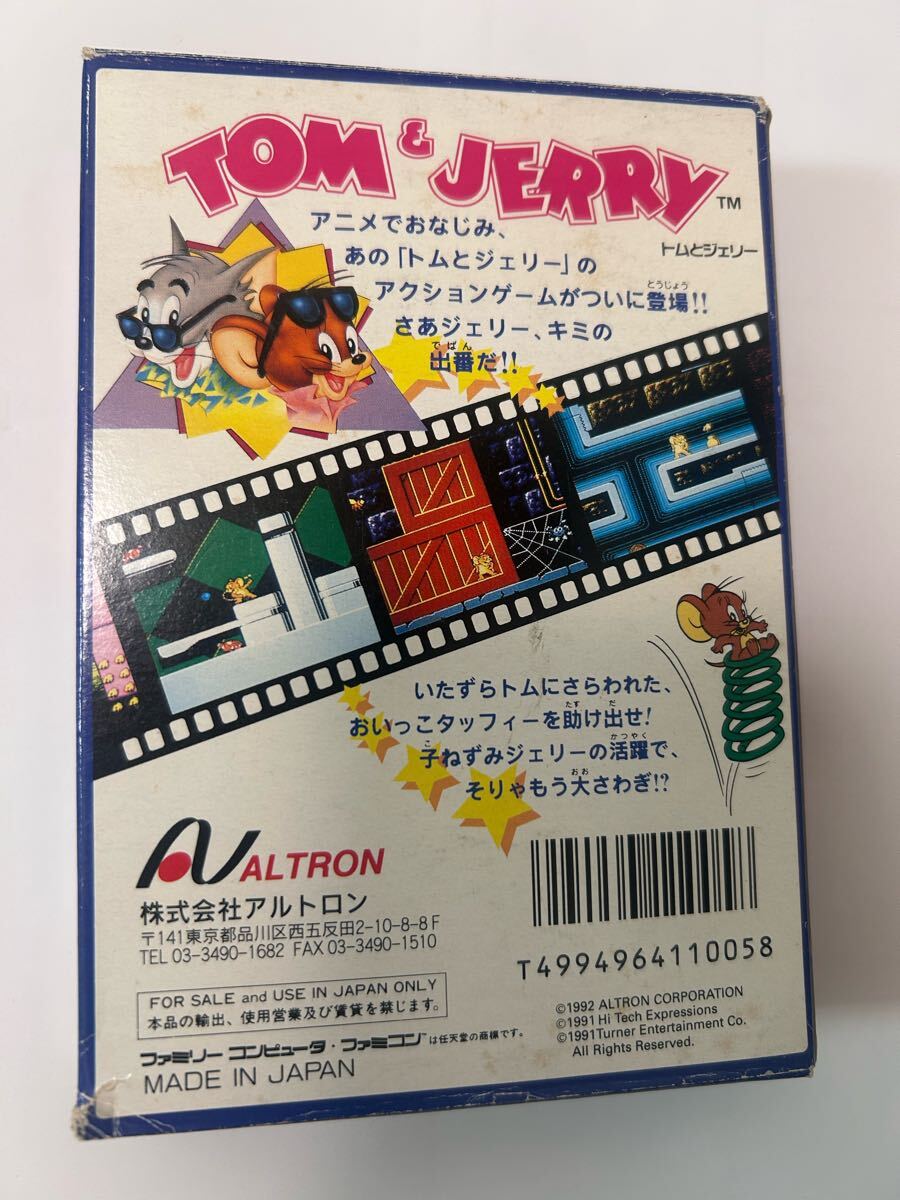 TOM & JERRY TM
トムとジェリー
アニメでおなじみ、
あの「トムとジェリー」の
アクションゲームがついに登場!!
とうじょう
さあジェリー、キミの
出番だ!!
でばん
いたずらトムにさらわれた、
おいっこタッフィーを助け出せ!
たす だ
子ねずみジェリーの活躍で、
こ かつやく
そりゃもう大さわぎ!?
おお
ALTRON
株式会社アルトロン
〒141東京都品川区西五反田2-10-8-8F
TEL 03-3490-1682 FAX 03-3490-1510
FOR SALE and USE IN JAPAN ONLY
本品の輸出、使用営業及び賃貸を禁じます。
ファミリーコンピュータ・ファミコン™は任天堂の商標です。
MADE IN JAPAN
T4994964110058
©1992 ALTRON CORPORATION
©1991 Hi Tech Expressions
©1991Turner Entertainment Co.
All Rights Reserved.